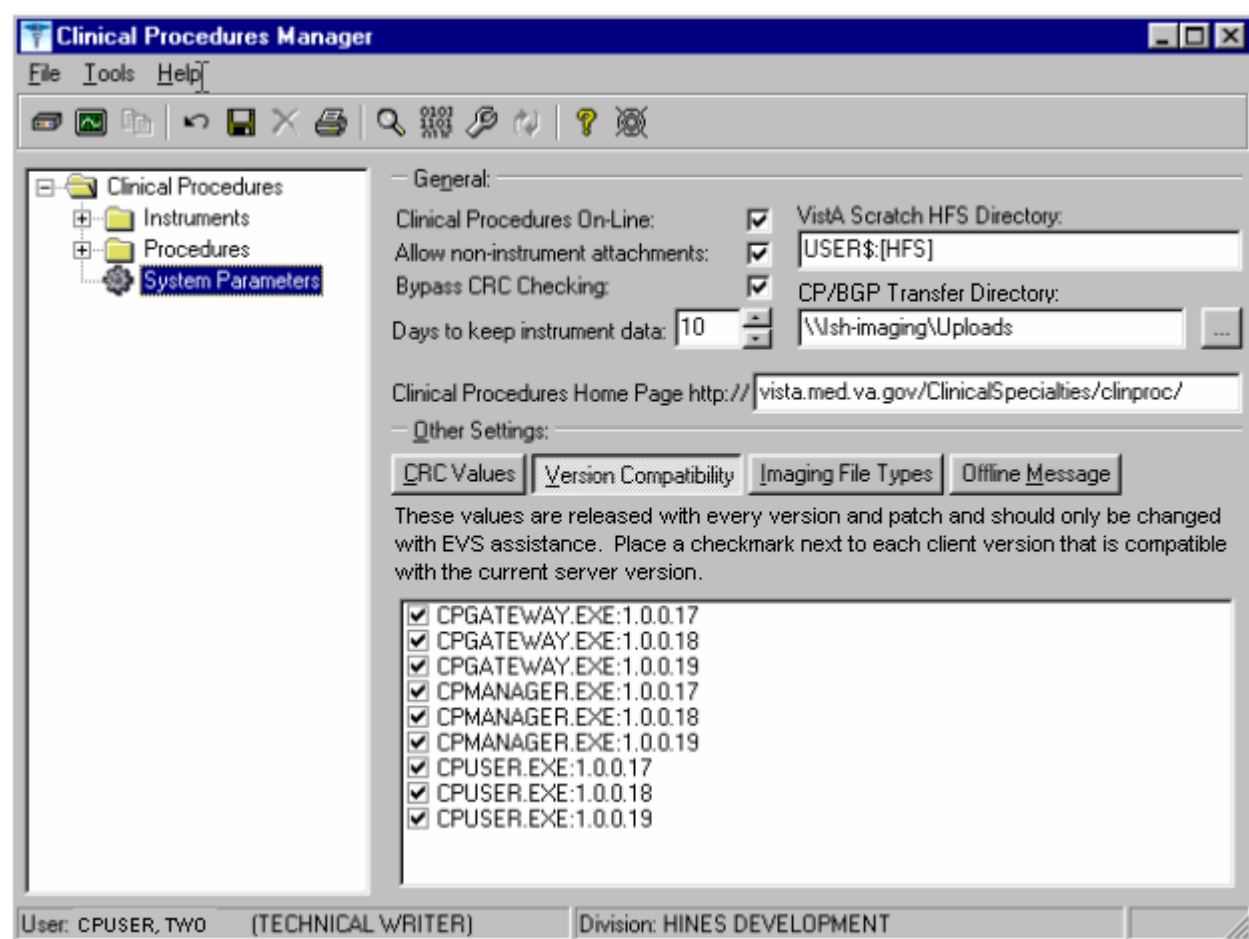 Clinical Procedures Manager
File Tools Help
Clinical Procedures
Instruments
Procedures
System Parameters
General:
Clinical Procedures On-Line:
Allow non-instrument attachments:
Bypass CRC Checking:
Days to keep instrument data: 10
VistA Scratch HFS Directory:
USER$:[HFS]
CP/BGP Transfer Directory:
\\Ish-imaging\Uploads
...
Clinical Procedures Home Page http:// vista.med.va.gov/ClinicalSpecialties/clinproc/
Other Settings:
CRC Values Version Compatibility Imaging File Types Offline Message
These values are released with every version and patch and should only be changed
with EVS assistance. Place a checkmark next to each client version that is compatible
with the current server version.
CPGATEWAY.EXE:1.0.0.17
CPGATEWAY.EXE:1.0.0.18
CPGATEWAY.EXE:1.0.0.19
CPMANAGER.EXE:1.0.0.17
CPMANAGER.EXE:1.0.0.18
CPMANAGER.EXE:1.0.0.19
CPUSER.EXE:1.0.0.17
CPUSER.EXE:1.0.0.18
CPUSER.EXE:1.0.0.19
User: CPUSER, TWO (TECHNICAL WRITER) Division: HINES DEVELOPMENT